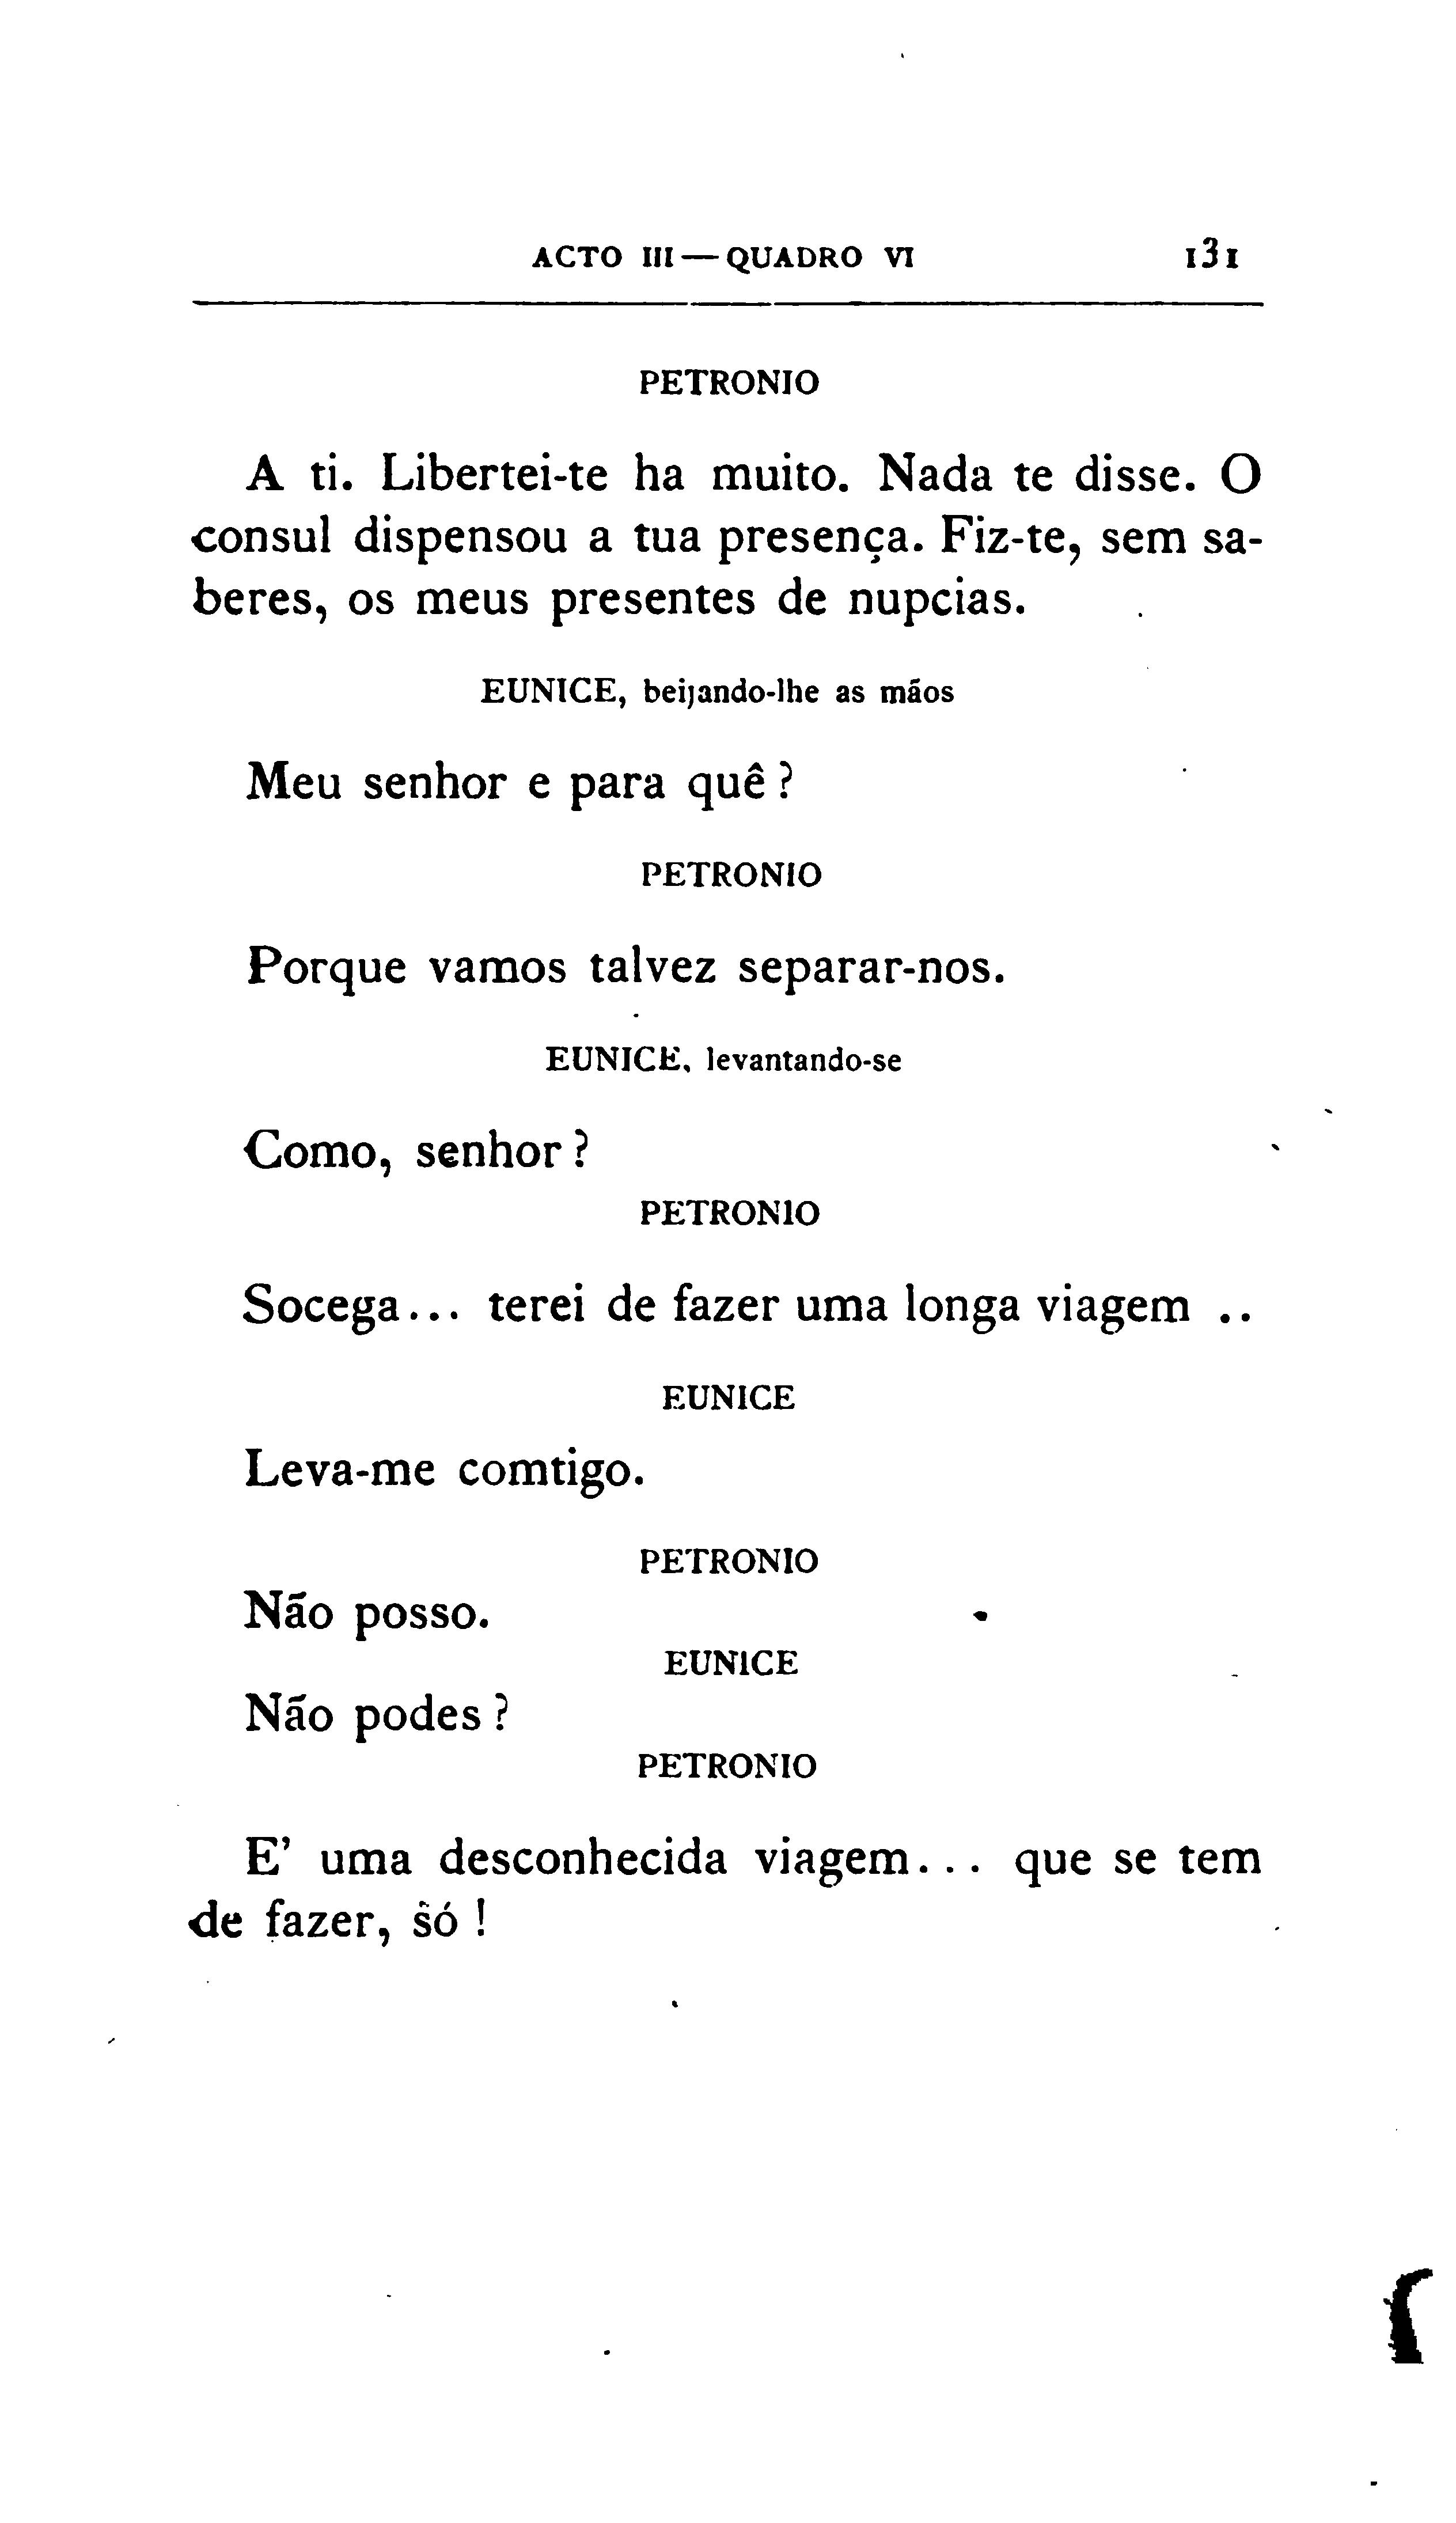 ACTO III — QUADRO VI 131
PETRONIO
A ti. Libertei-te ha muito. Nada te disse. O
consul dispensou a tua presença. Fiz-te, sem sa-
beres, os meus presentes de nupcias.
EUNICE, beijando-lhe as mãos
Meu senhor e para quê ?
PETRONIO
Porque vamos talvez separar-nos.
EUNICE, levantando-se
Como, senhor ?
PETRONIO
Socega... terei de fazer uma longa viagem ..
EUNICE
Leva-me comtigo.
PETRONIO
Não posso.
EUNICE
Não podes ?
PETRONIO
E' uma desconhecida viagem... que se tem
de fazer, só !